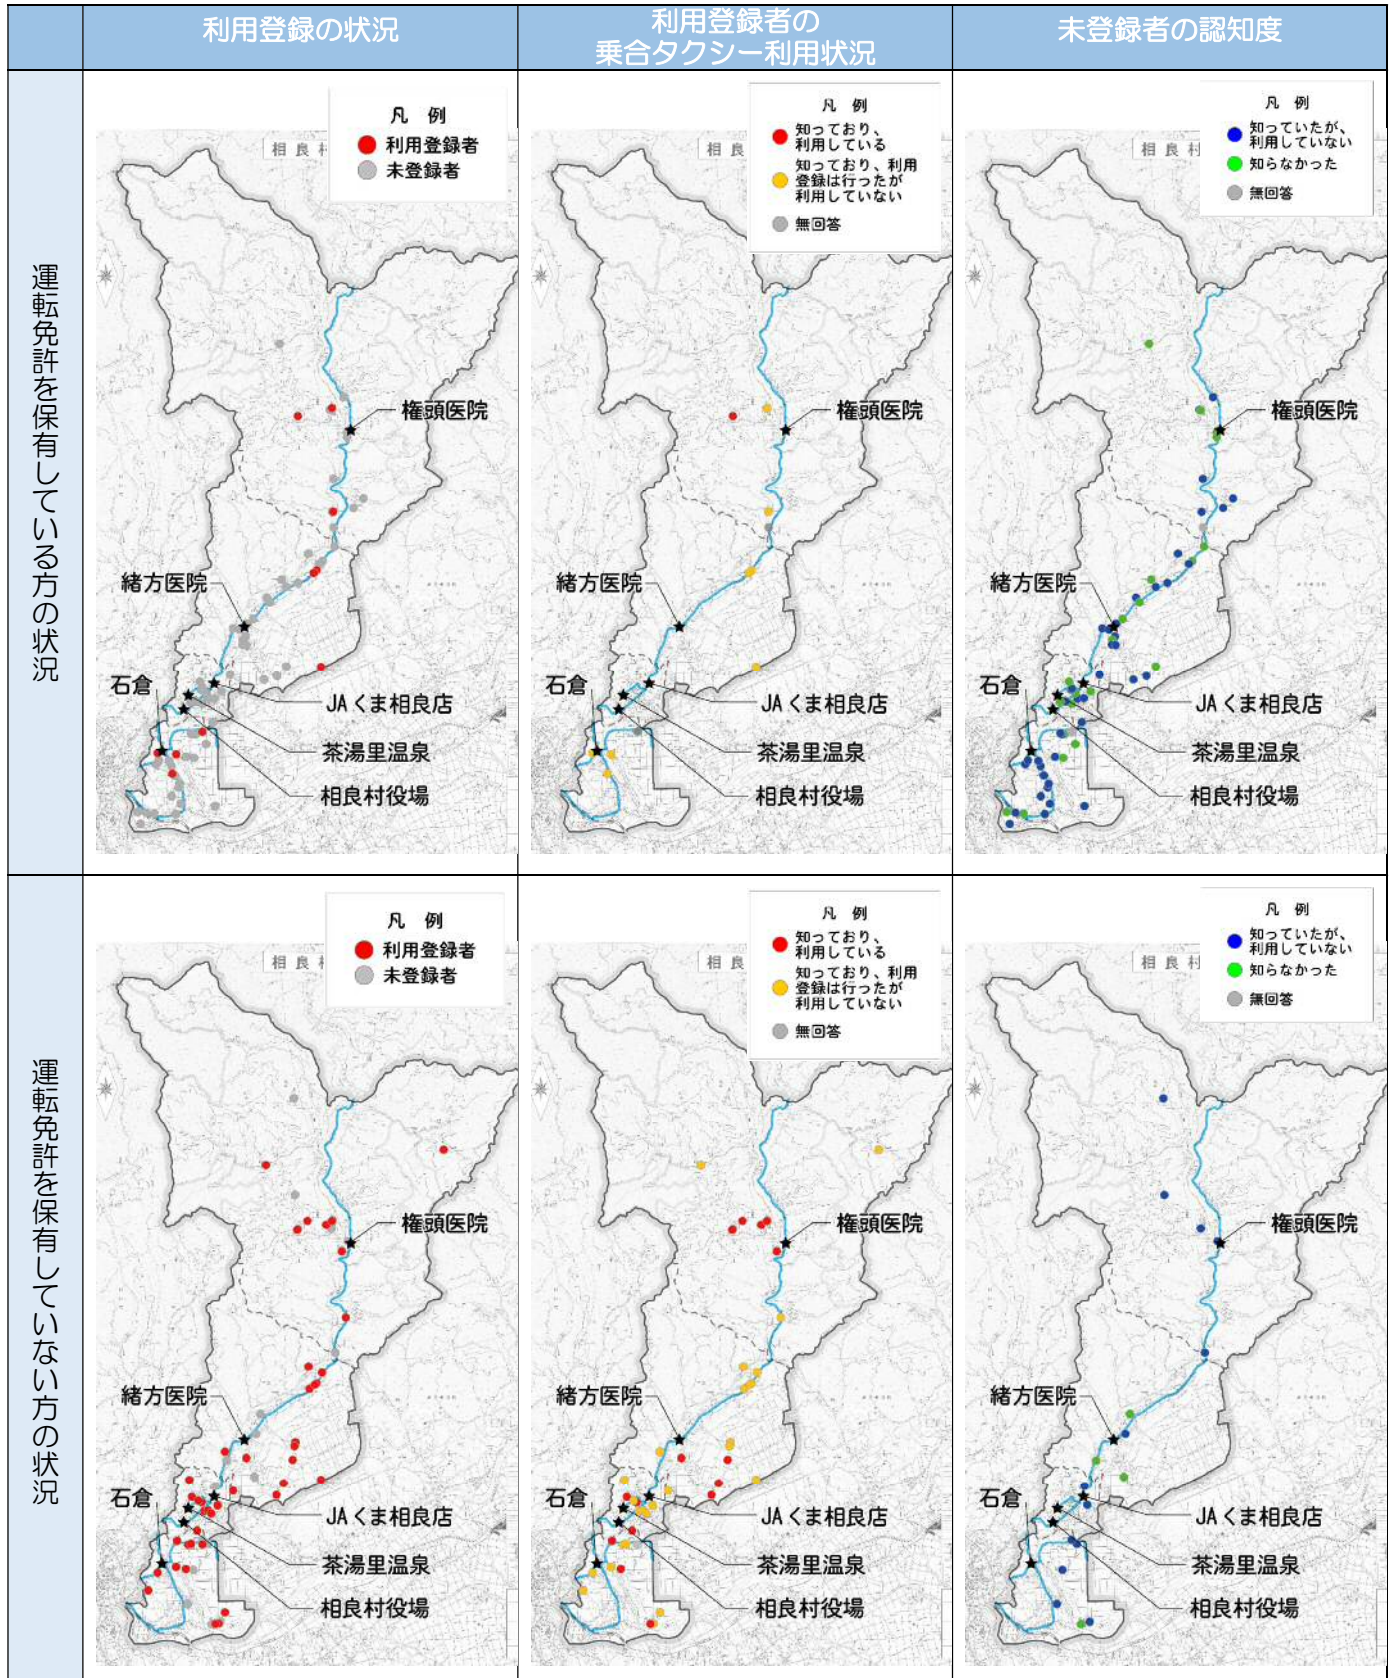 利用登録の状況
利用登録者の
乗合タクシー利用状況
未登録者の認知度
運転免許を保有している方の状況
凡 例
利用登録者
未登録者
相良
権頭医院
緒方医院
石倉
JAくま相良店
茶湯里温泉
相良村役場
凡 例
知っており、
利用している
知っており、利用
登録は行ったが
利用していない
無回答
相良
権頭医院
緒方医院
石倉
JAくま相良店
茶湯里温泉
相良村役場
凡 例
知っていたが、
利用していない
知らなかった
無回答
相良
権頭医院
緒方医院
石倉
JAくま相良店
茶湯里温泉
相良村役場
運転免許を保有していない方の状況
凡 例
利用登録者
未登録者
相良
権頭医院
緒方医院
石倉
JAくま相良店
茶湯里温泉
相良村役場
凡 例
知っており、
利用している
知っており、利用
登録は行ったが
利用していない
無回答
相良
権頭医院
緒方医院
石倉
JAくま相良店
茶湯里温泉
相良村役場
凡 例
知っていたが、
利用していない
知らなかった
無回答
相良
権頭医院
緒方医院
石倉
JAくま相良店
茶湯里温泉
相良村役場